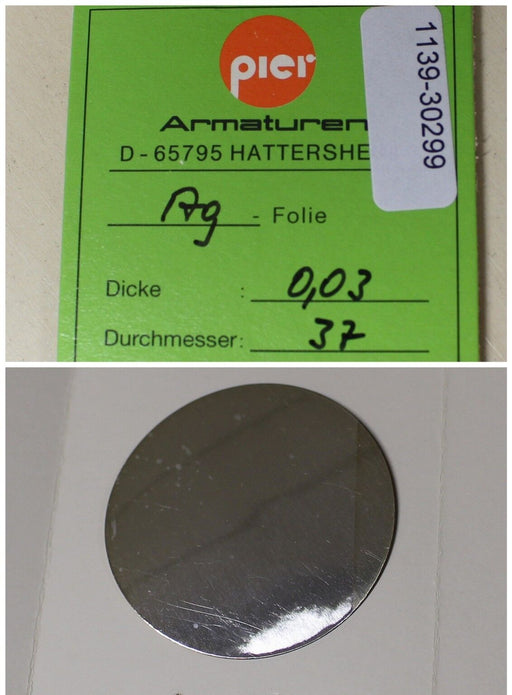 pier
Armaturen
D-65795 HATTERSHE
1139-30299
Ag - Folie
Dicke : 0,03
Durchmesser: 37